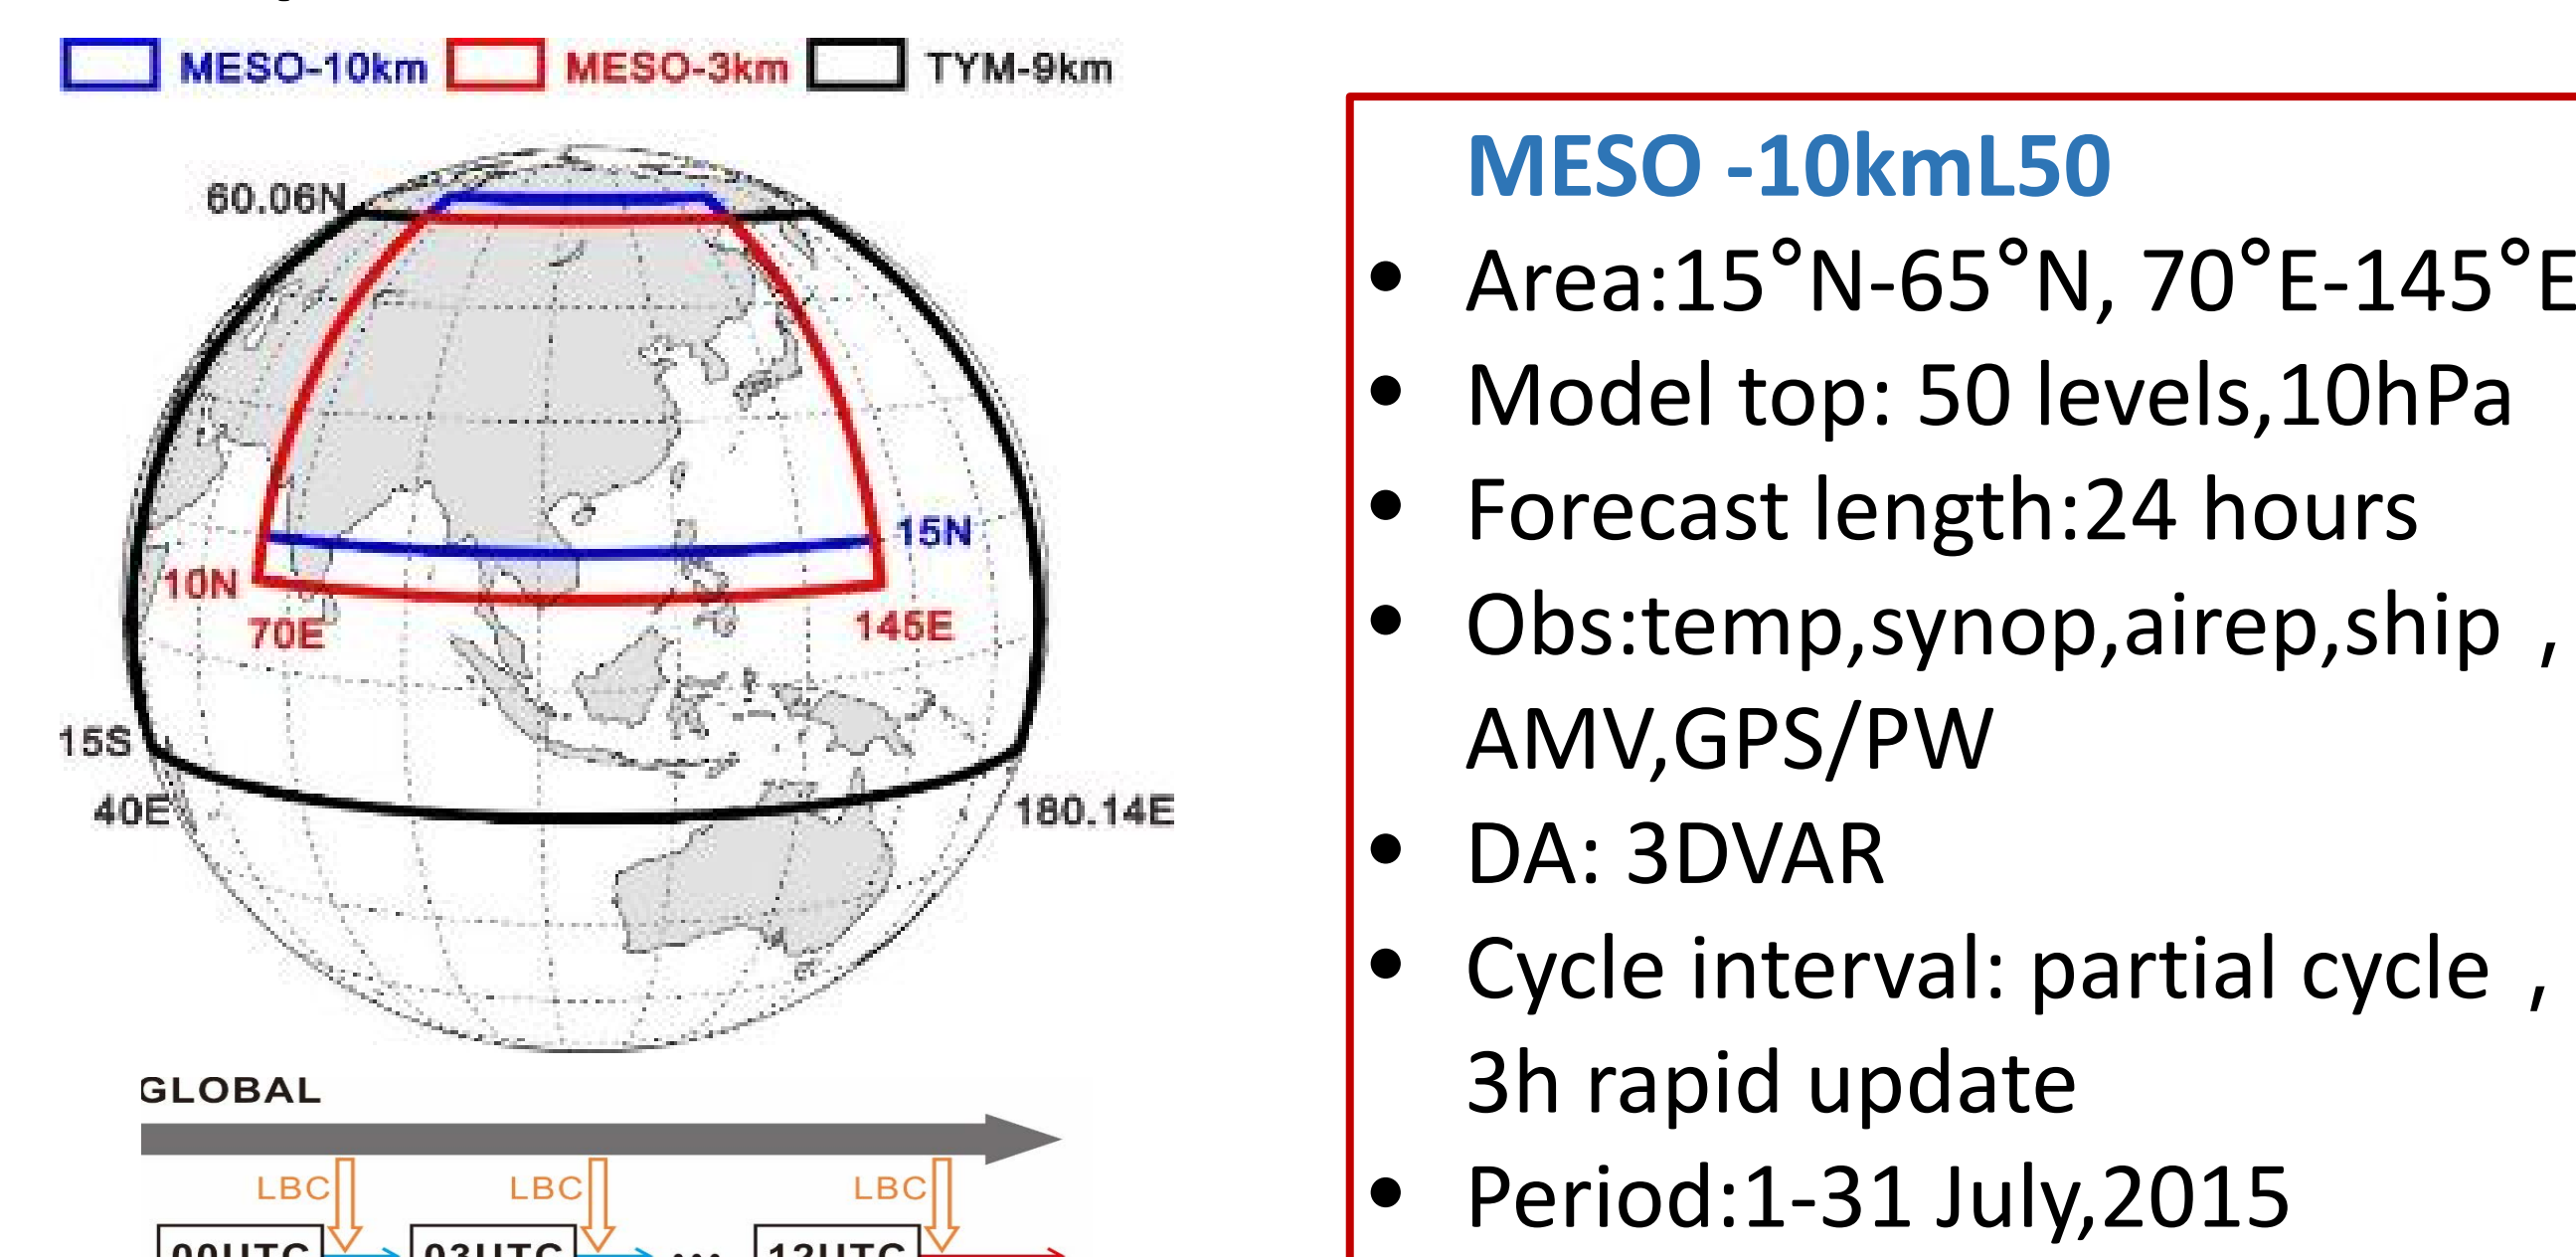 MESO-10km MESO-3km TYM-9km
60.06N
15N
10N
70E
145E
15S
40E
180.14E
GLOBAL
LBC LBC LBC
00UTC 03UTC ... 12UTC
MESO -10kmL50
• Area:15°N-65°N, 70°E-145°E
• Model top: 50 levels,10hPa
• Forecast length:24 hours
• Obs:temp,synop,airep,ship ,
AMV,GPS/PW
• DA: 3DVAR
• Cycle interval: partial cycle ,
3h rapid update
• Period:1-31 July,2015